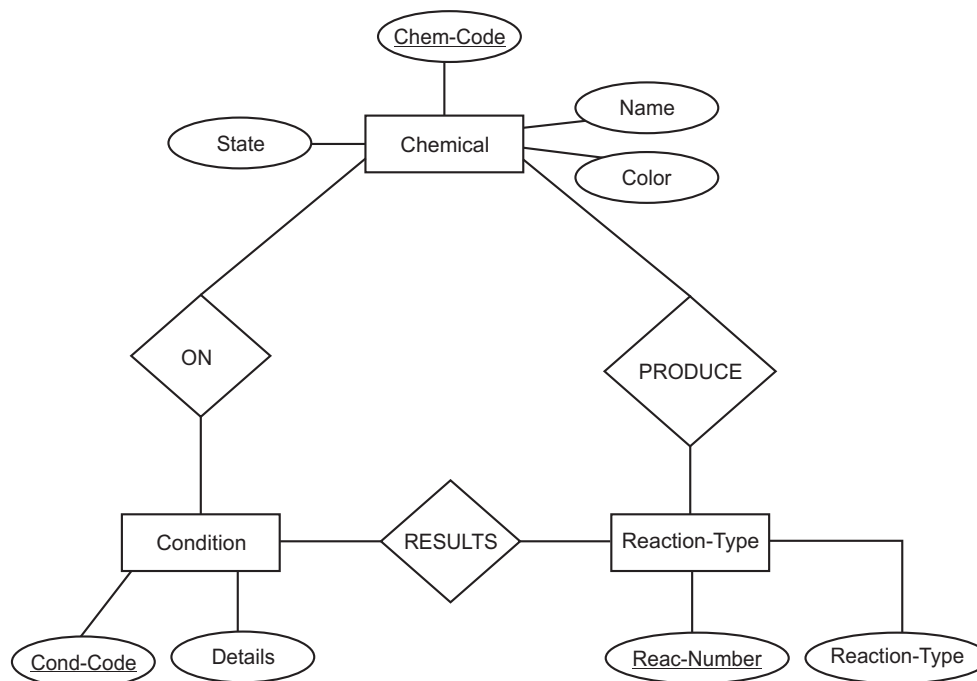 Chem-Code
Name
State
Chemical
Color
ON
PRODUCE
Condition
RESULTS
Reaction-Type
Cond-Code
Details
Reac-Number
Reaction-Type